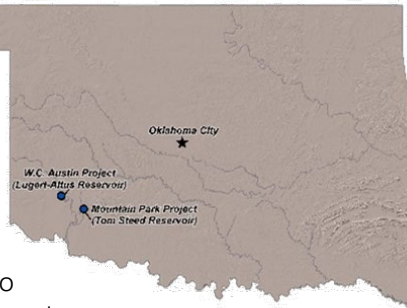 Oklahoma City
W.C. Austin Project
(Lugert-Altus Reservoir)
Mountain Park Project
(Tom Steed Reservoir)
o